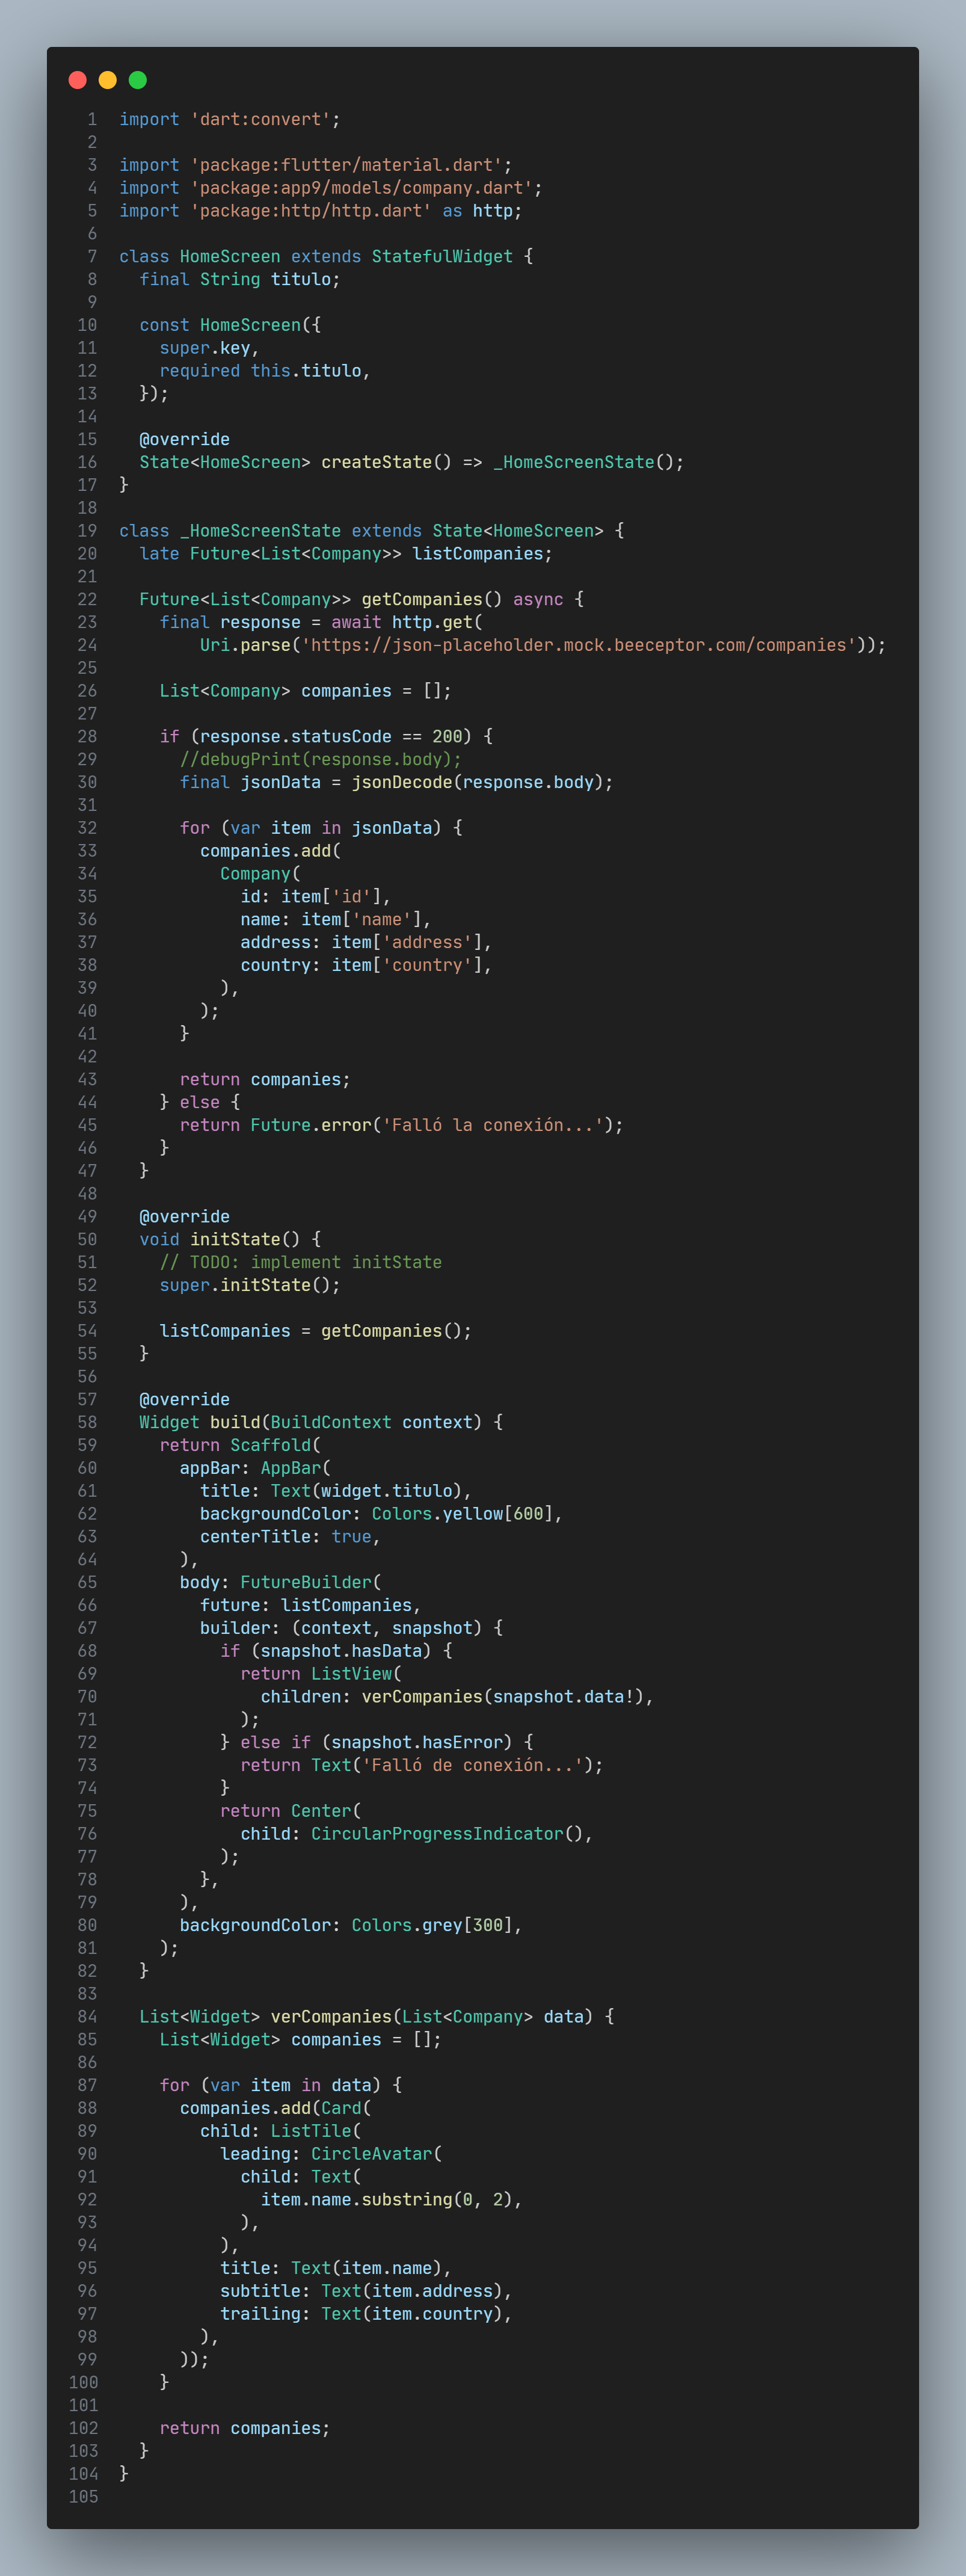 1 import 'dart:convert';
2
3 import 'package:flutter/material.dart';
4 import 'package:app9/models/company.dart';
5 import 'package:http/http.dart' as http;
6
7 class HomeScreen extends StatefulWidget {
8   final String titulo;
9
10   const HomeScreen({
11     super.key,
12     required this.titulo,
13   });
14
15   @override
16   State<HomeScreen> createState() => _HomeScreenState();
17 }
18
19 class _HomeScreenState extends State<HomeScreen> {
20   late Future<List<Company>> listCompanies;
21
22   Future<List<Company>> getCompanies() async {
23     final response = await http.get(
24         Uri.parse('https://json-placeholder.mock.beeceptor.com/companies'));
25
26     List<Company> companies = [];
27
28     if (response.statusCode == 200) {
29       //debugPrint(response.body);
30       final jsonData = jsonDecode(response.body);
31
32       for (var item in jsonData) {
33         companies.add(
34           Company(
35             id: item['id'],
36             name: item['name'],
37             address: item['address'],
38             country: item['country'],
39           ),
40         );
41       }
42
43       return companies;
44     } else {
45       return Future.error('Falló la conexión...');
46     }
47   }
48
49   @override
50   void initState() {
51     // TODO: implement initState
52     super.initState();
53
54     listCompanies = getCompanies();
55   }
56
57   @override
58   Widget build(BuildContext context) {
59     return Scaffold(
60       appBar: AppBar(
61         title: Text(widget.titulo),
62         backgroundColor: Colors.yellow[600],
63         centerTitle: true,
64       ),
65       body: FutureBuilder(
66         future: listCompanies,
67         builder: (context, snapshot) {
68           if (snapshot.hasData) {
69             return ListView(
70               children: verCompanies(snapshot.data!),
71             );
72           } else if (snapshot.hasError) {
73             return Text('Falló de conexión...');
74           }
75           return Center(
76             child: CircularProgressIndicator(),
77           );
78         },
79       ),
80       backgroundColor: Colors.grey[300],
81     );
82   }
83
84   List<Widget> verCompanies(List<Company> data) {
85     List<Widget> companies = [];
86
87     for (var item in data) {
88       companies.add(Card(
89         child: ListTile(
90           leading: CircleAvatar(
91             child: Text(
92               item.name.substring(0, 2),
93             ),
94           ),
95           title: Text(item.name),
96           subtitle: Text(item.address),
97           trailing: Text(item.country),
98         ),
99       ));
100     }
101
102     return companies;
103   }
104 }
105